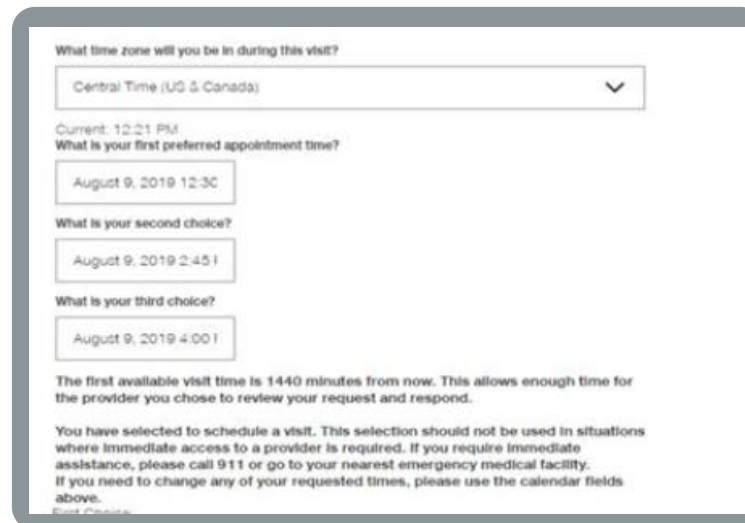 What time zone will you be in during this visit?
Central Time (US & Canada)
Current: 12:21 PM
What is your first preferred appointment time?
August 9, 2019 12:30
What is your second choice?
August 9, 2019 2:45
What is your third choice?
August 9, 2019 4:00
The first available visit time is 1440 minutes from now. This allows enough time for
the provider you chose to review your request and respond.
You have selected to schedule a visit. This selection should not be used in situations
where immediate access to a provider is required. If you require immediate
assistance, please call 911 or go to your nearest emergency medical facility.
If you need to change any of your requested times, please use the calendar fields
above.
First Choice: